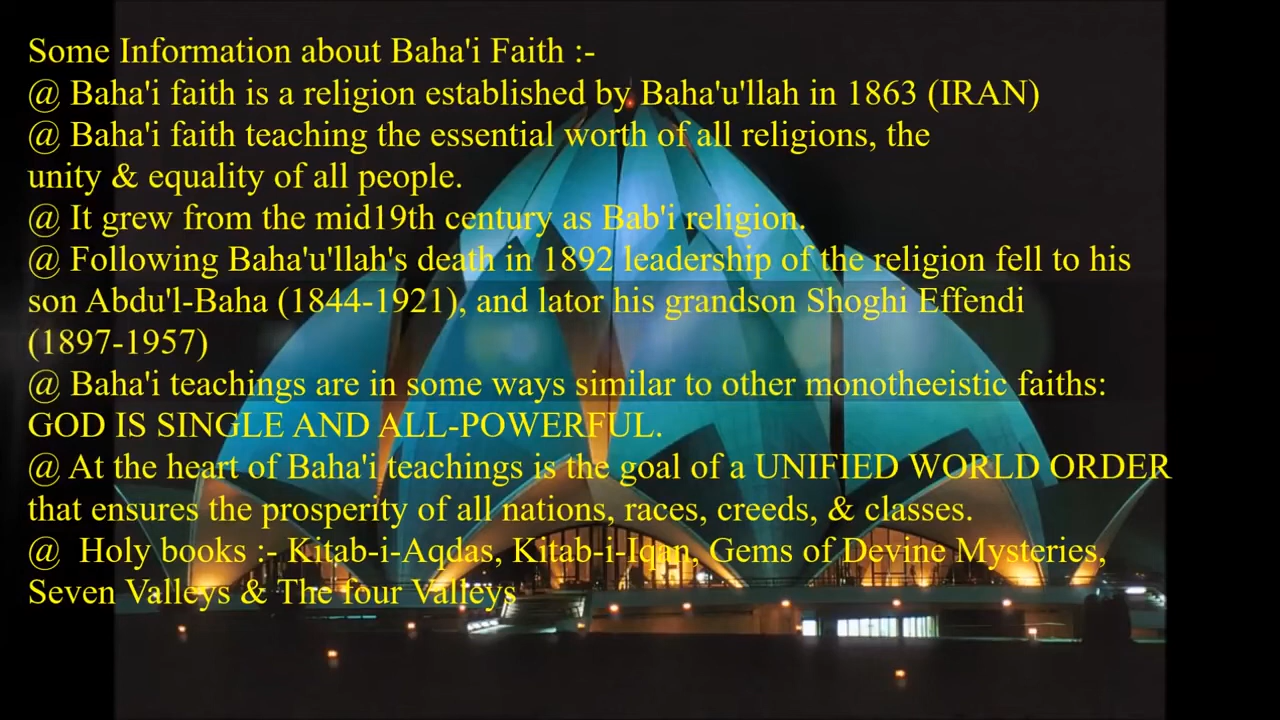 Some Information about Baha'i Faith :-
@ Baha'i faith is a religion established by Baha'u'llah in 1863 (IRAN)
@ Baha'i faith teaching the essential worth of all religions, the
unity & equality of all people.
@ It grew from the mid19th century as Bab'i religion.
@ Following Baha'u'llah's death in 1892 leadership of the religion fell to his
son Abdu'l-Baha (1844-1921), and lator his grandson Shoghi Effendi
(1897-1957)
@ Baha'i teachings are in some ways similar to other monotheeistic faiths:
GOD IS SINGLE AND ALL-POWERFUL.
@ At the heart of Baha'i teachings is the goal of a UNIFIED WORLD ORDER
that ensures the prosperity of all nations, races, creeds, & classes.
@  Holy books :- Kitab-i-Aqdas, Kitab-i-Iqan, Gems of Devine Mysteries,
Seven Valleys & The four Valleys